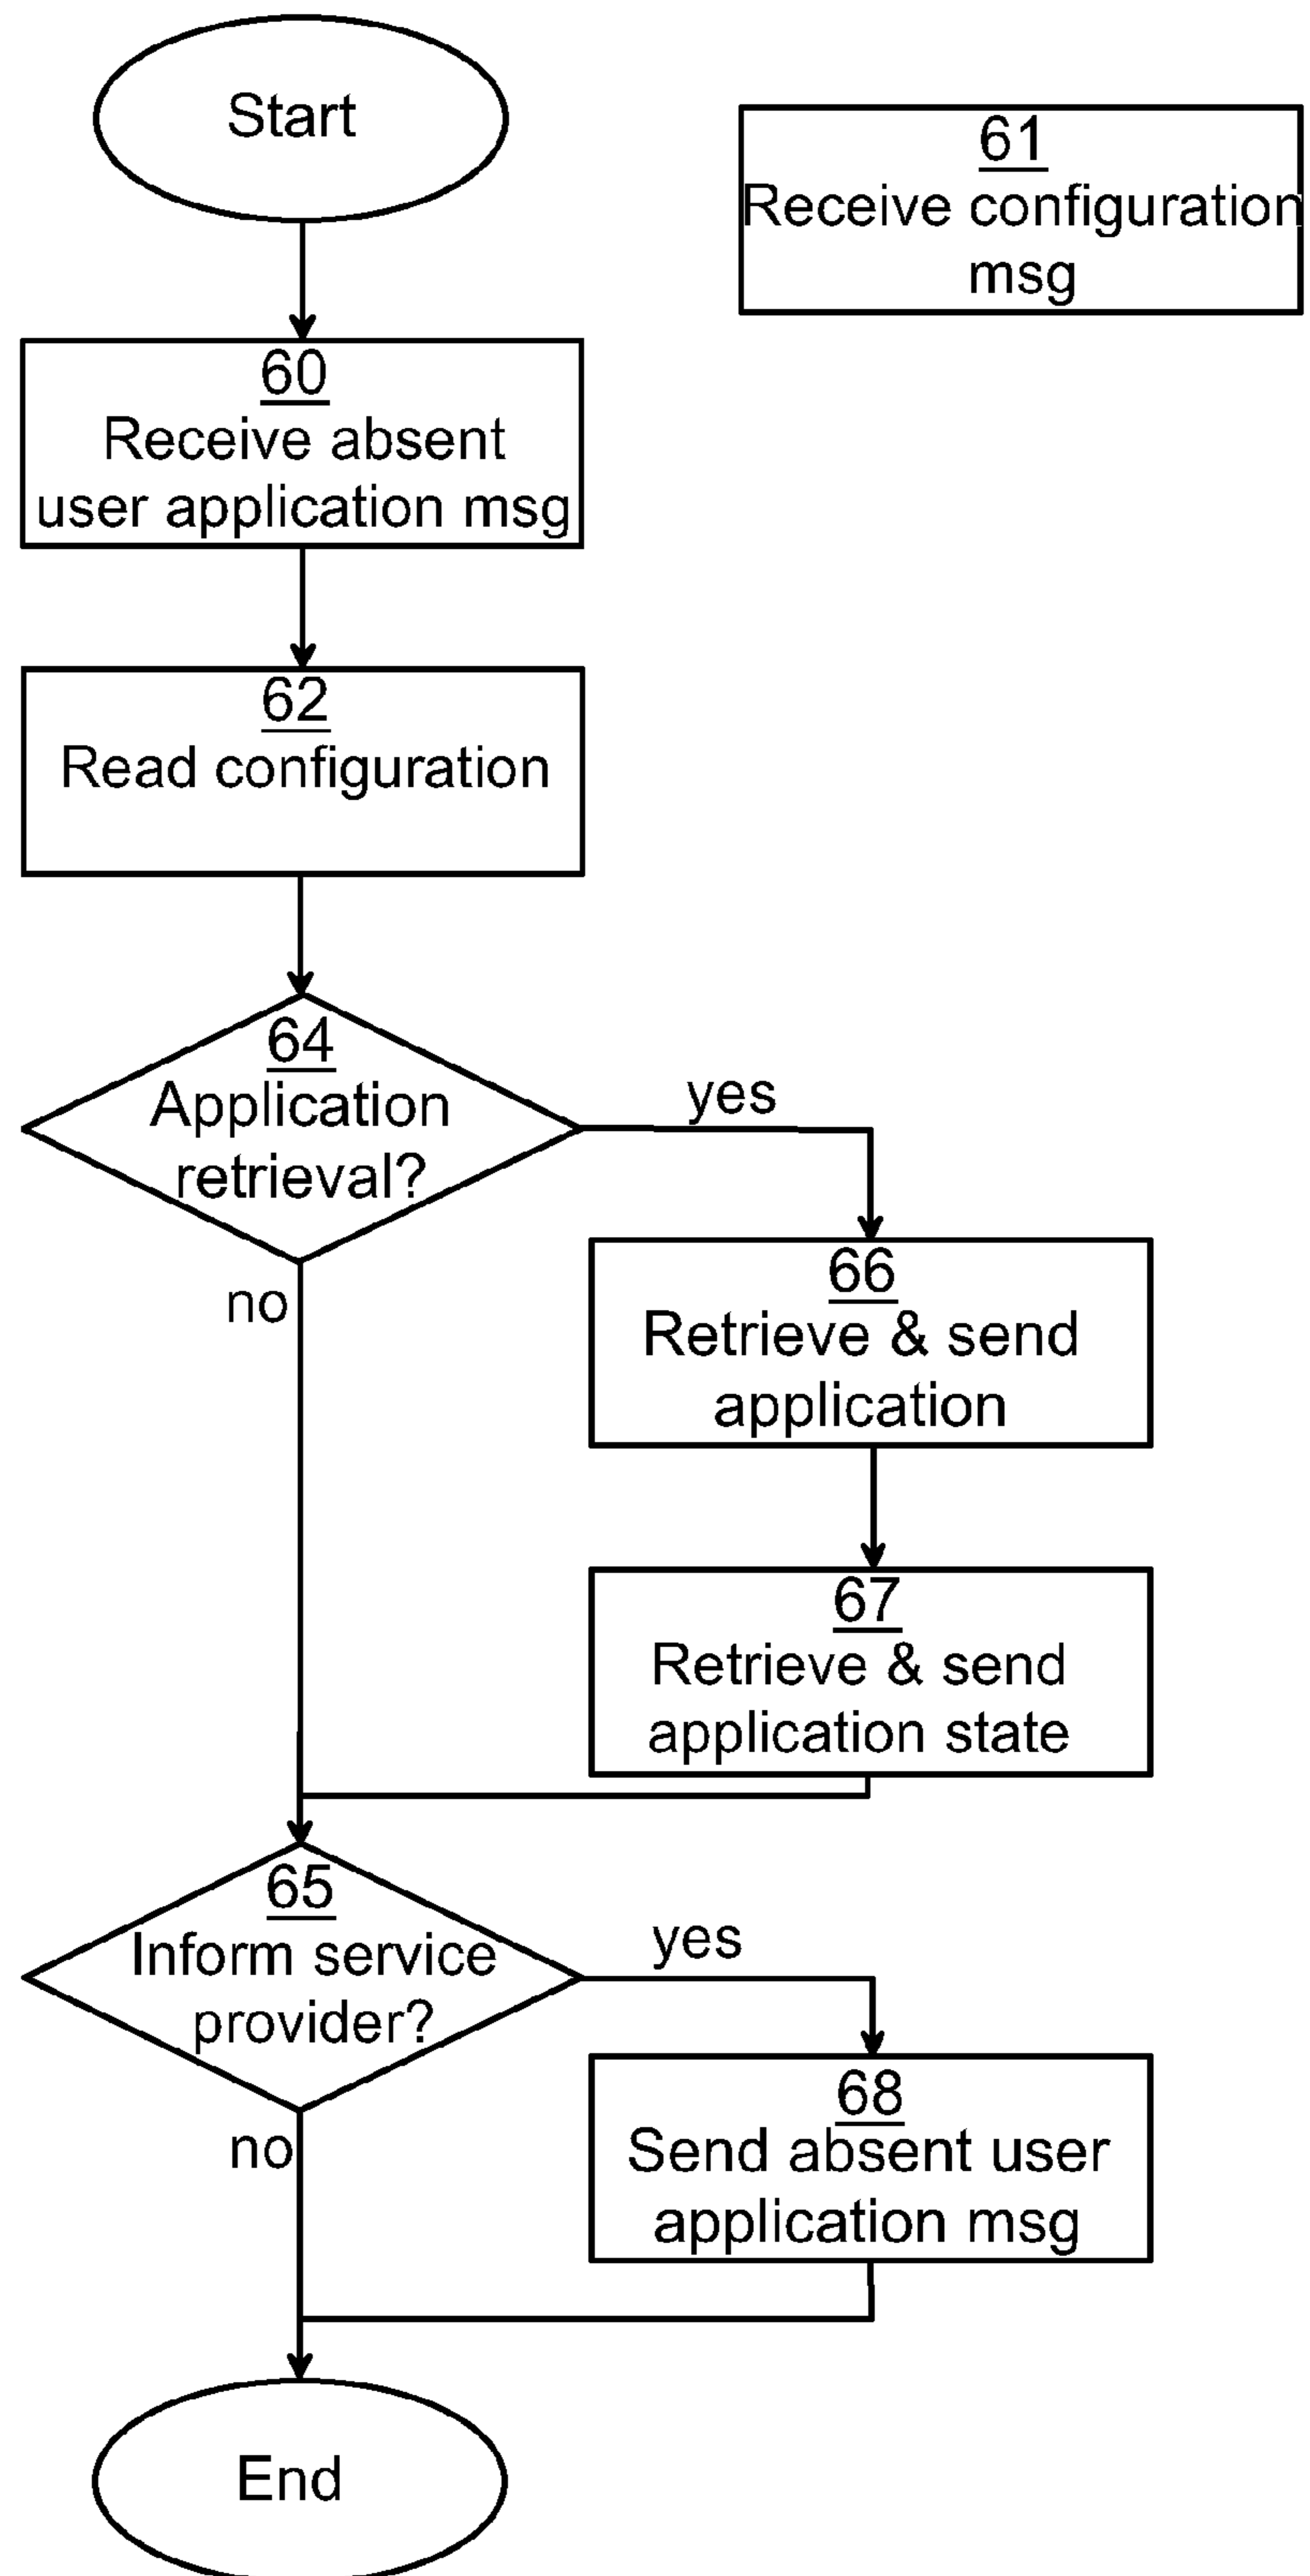 Start
61
Receive configuration
msg
60
Receive absent
user application msg
62
Read configuration
64
Application
retrieval?
yes
no
66
Retrieve & send
application
67
Retrieve & send
application state
65
Inform service
provider?
yes
no
68
Send absent user
application msg
End